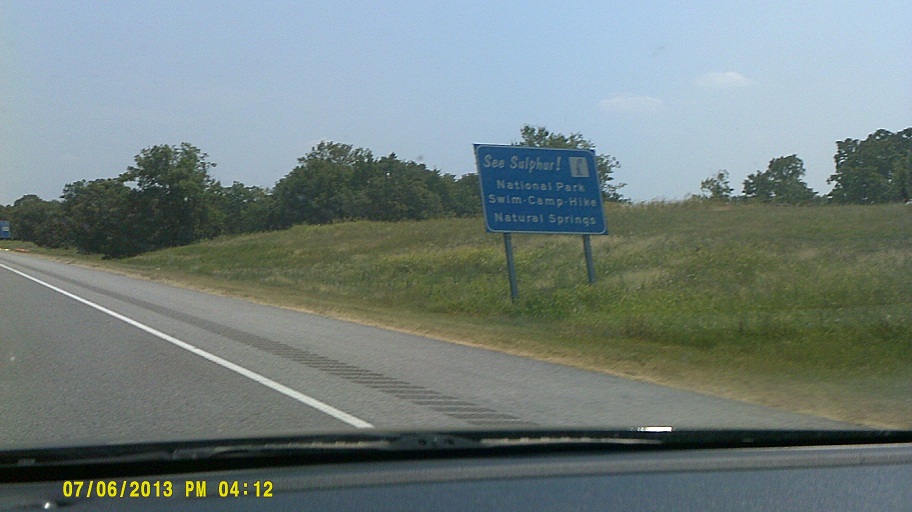 See Sulphur!
National Park
Swim-Camp-Hike
Natural Springs
07/06/2013 PM 04:12